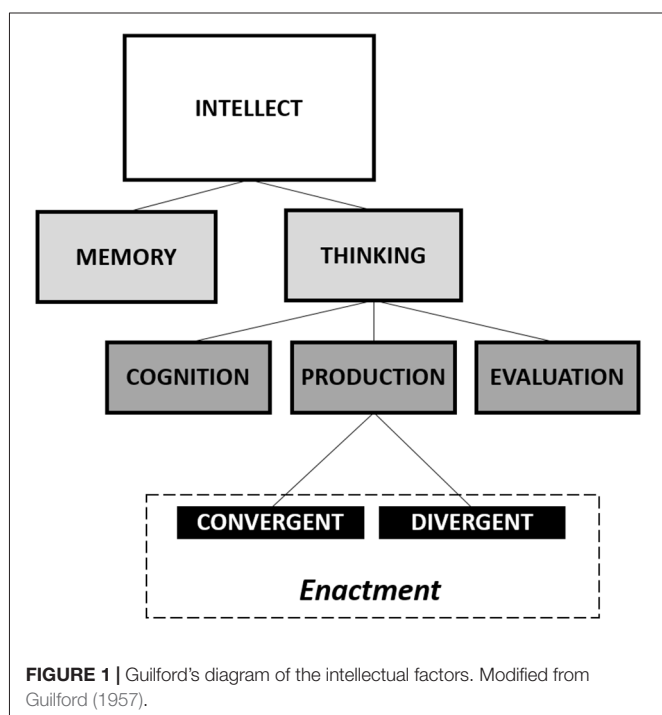 INTELLECT
MEMORY
THINKING
COGNITION
PRODUCTION
EVALUATION
CONVERGENT
DIVERGENT
Enactment
FIGURE 1 | Guilford’s diagram of the intellectual factors. Modified from
Guilford (1957).